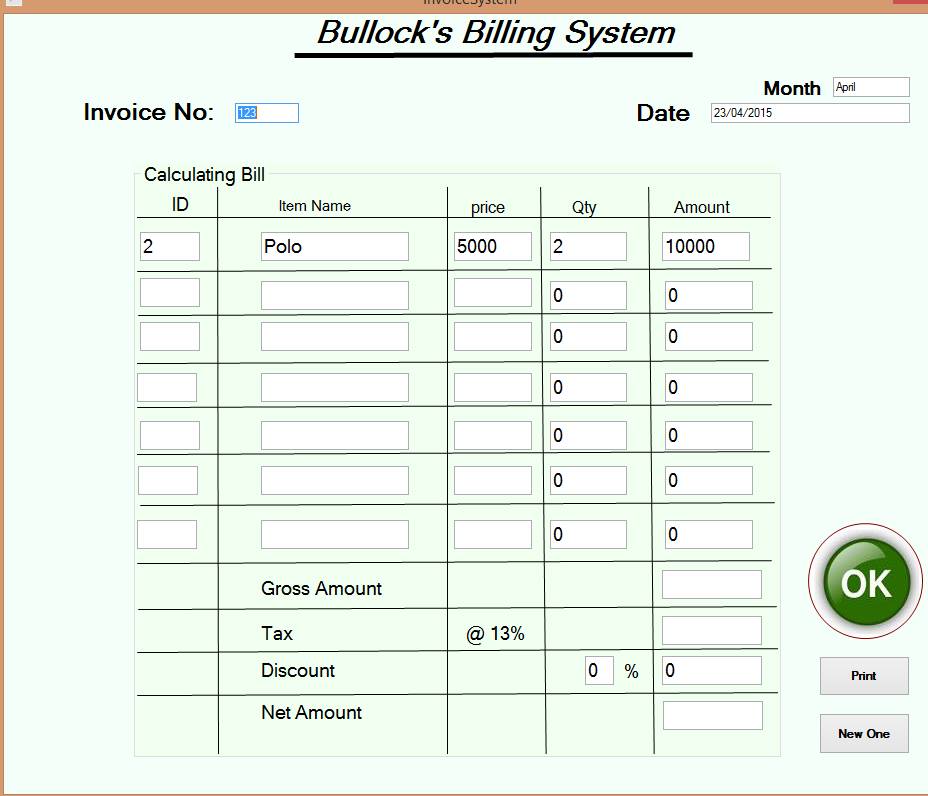 InvoiceSystem
Bullock's Billing System
Month April
Invoice No: 123
Date 23/04/2015
Calculating Bill
ID Item Name price Qty Amount
2 Polo 5000 2 10000
0 0
0 0
0 0
0 0
0 0
0 0
Gross Amount
OK
Tax @ 13%
Discount 0 % 0
Print
Net Amount
New One